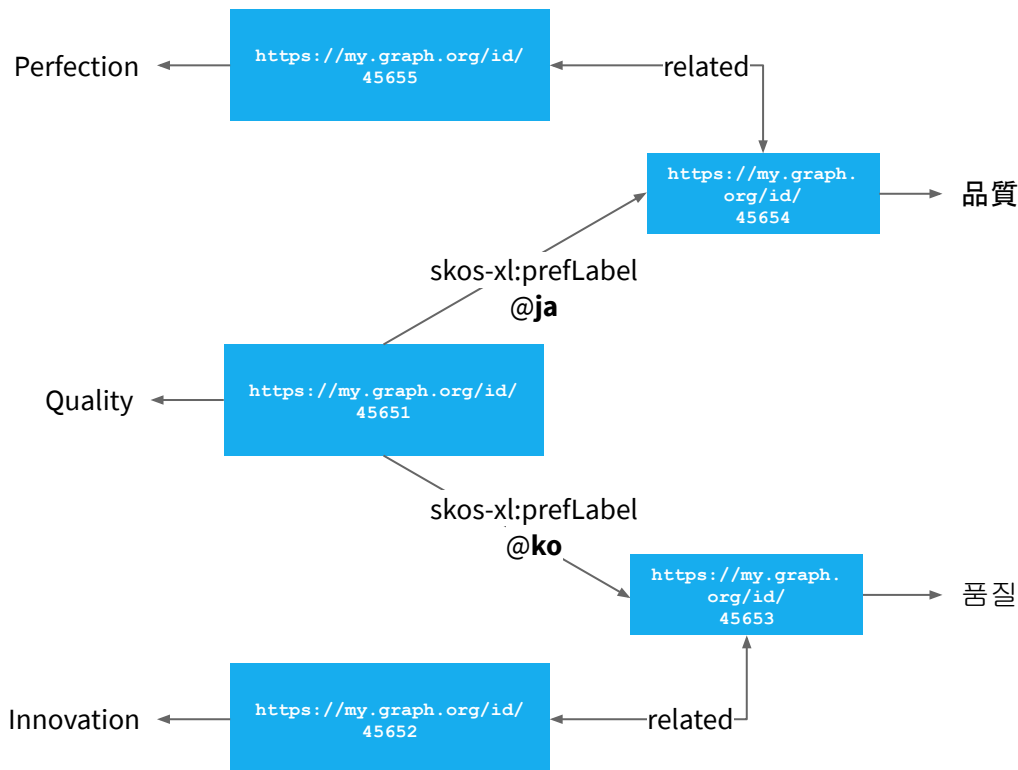 Perfection
https://my.graph.org/id/
45655
related
https://my.graph.
org/id/
45654
品質
skos-xl:prefLabel
@ja
Quality
https://my.graph.org/id/
45651
skos-xl:prefLabel
@ko
https://my.graph.
org/id/
45653
품질
Innovation
https://my.graph.org/id/
45652
related